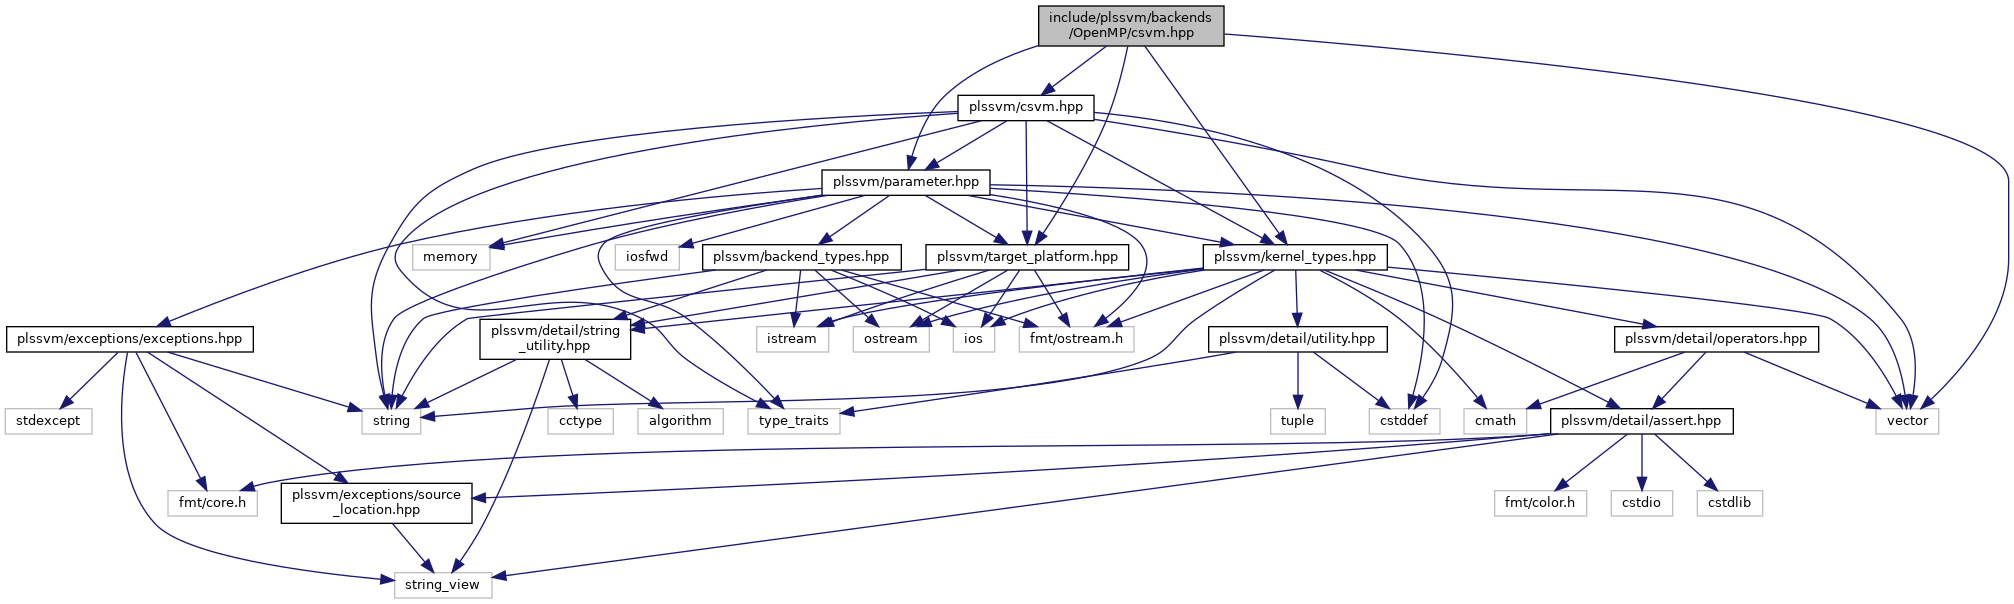 include/plssvm/backends
/OpenMP/csvm.hpp
plssvm/csvm.hpp
plssvm/parameter.hpp
memory
iosfwd
plssvm/backend_types.hpp
plssvm/target_platform.hpp
plssvm/kernel_types.hpp
plssvm/exceptions/exceptions.hpp
plssvm/detail/string
_utility.hpp
istream
ostream
ios
fmt/ostream.h
plssvm/detail/utility.hpp
plssvm/detail/operators.hpp
stdexcept
string
cctype
algorithm
type_traits
tuple
cstddef
cmath
plssvm/detail/assert.hpp
vector
fmt/core.h
plssvm/exceptions/source
_location.hpp
fmt/color.h
cstdio
cstdlib
string_view